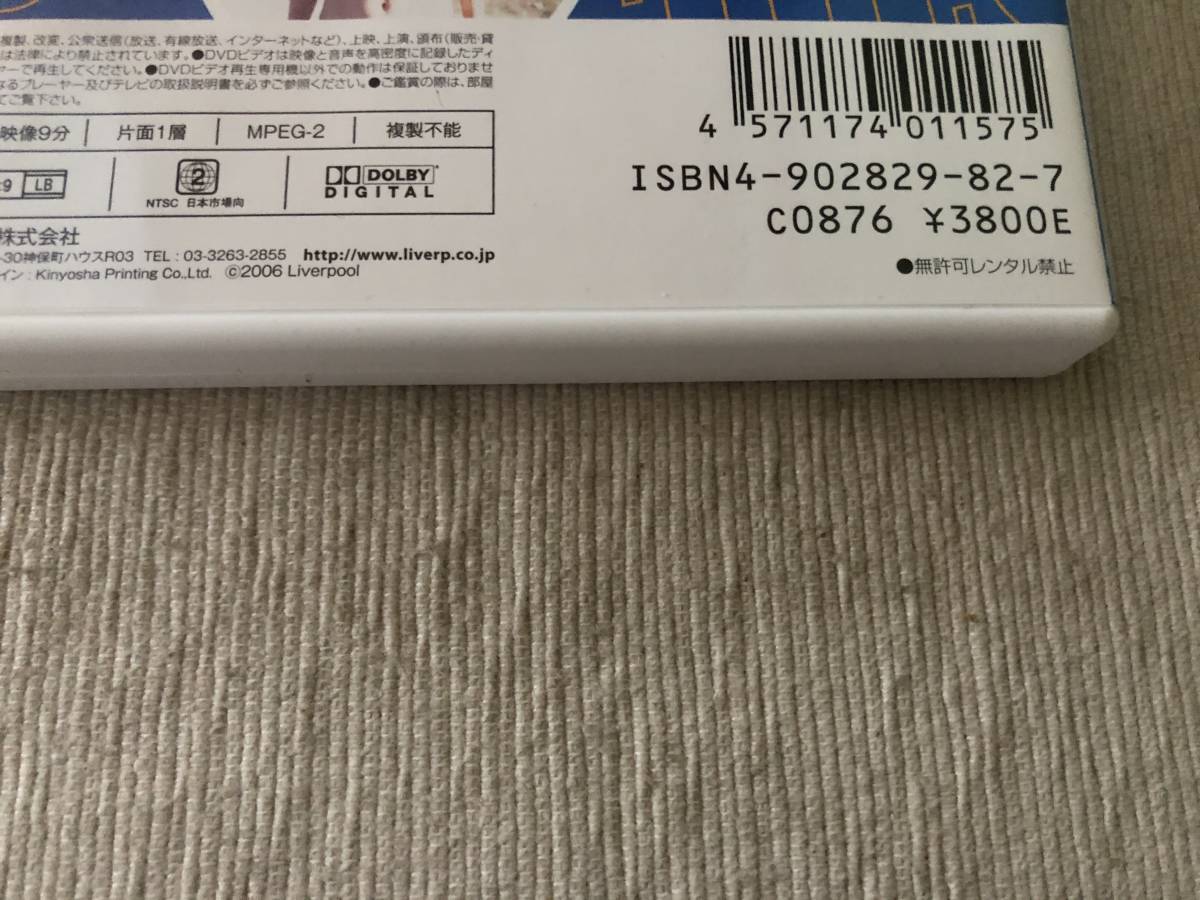 複製、改変、公衆送信(放送、有線放送、インターネットなど)、上映、上演、頒布(販売・貸
は法律により禁止されています。●DVDビデオは映像と音声を高密度に記録したディ
ヤーで再生してください。●DVDビデオ再生専用機以外での動作は保証しておりませ
なるプレーヤー及びテレビの取扱説明書を必ずご参照ください。●ご鑑賞の際は、部屋
てご覧下さい。
映像9分 片面1層 MPEG-2 複製不能
:9 LB 2 DOLBY
NTSC 日本市場向 DIGITAL
株式会社
-30神保町ハウスR03 TEL : 03-3263-2855 http://www.liverp.co.jp
イン : Kinyosha Printing Co.,Ltd. ©2006 Liverpool
4 571174 011575
ISBN4-902829-82-7
C0876 ¥3800E
●無許可レンタル禁止